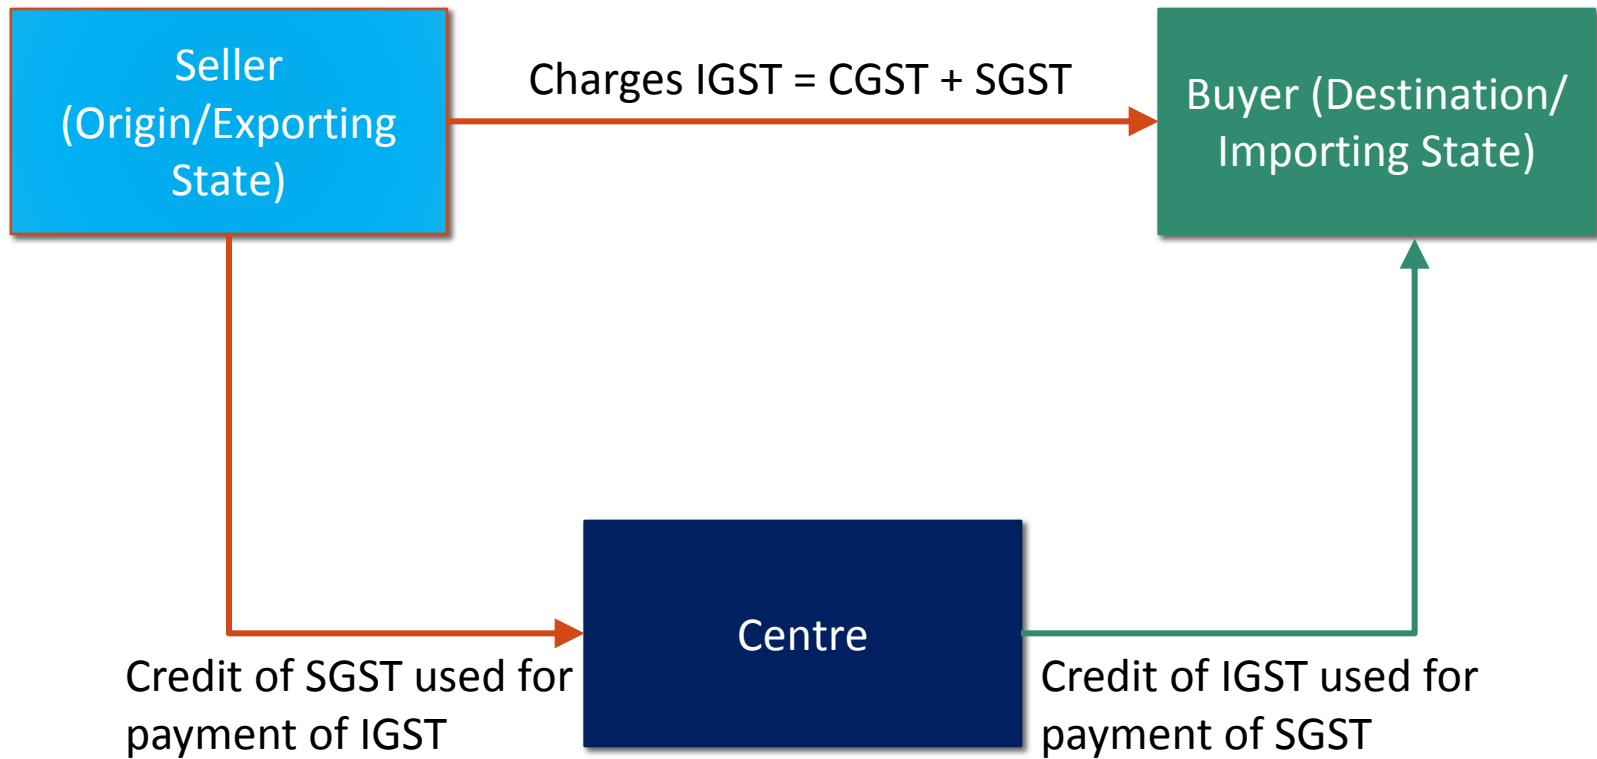 Seller
(Origin/Exporting
State)
Charges IGST = CGST + SGST
Buyer (Destination/
Importing State)
Centre
Credit of SGST used for
payment of IGST
Credit of IGST used for
payment of SGST